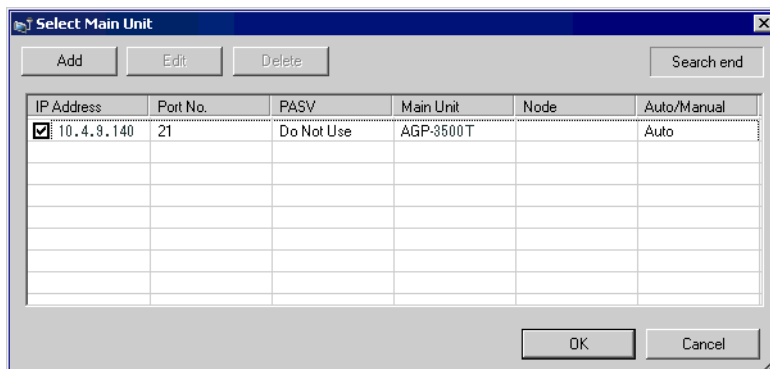 Select Main Unit
Add Edit Delete Search end
IP Address Port No. PASV Main Unit Node Auto/Manual
10.4.9.140 21 Do Not Use AGP-3500T Auto
OK Cancel